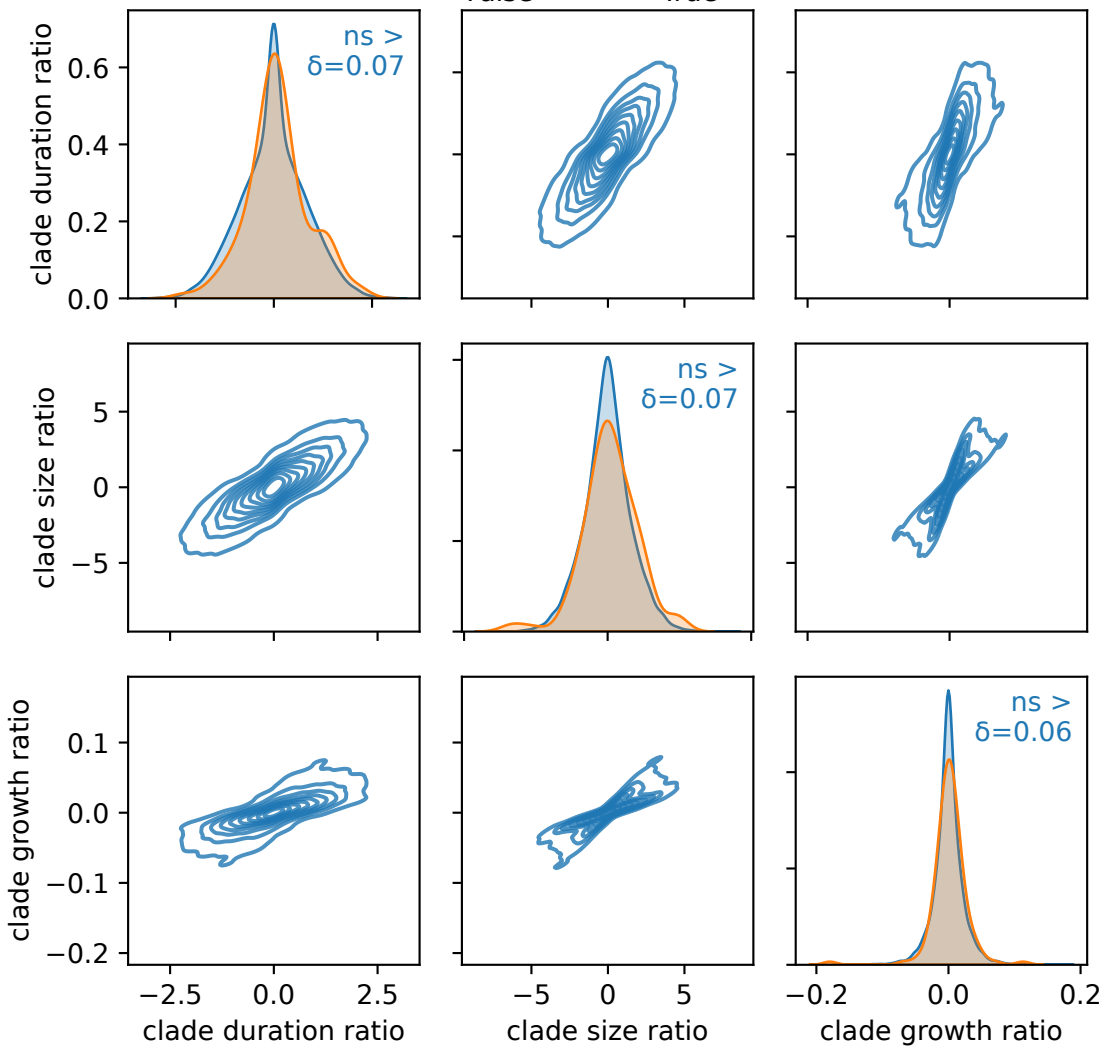 clade duration ratio
0.6
0.4
0.2
0.0
ns >
δ=0.07
clade size ratio
5
0
−5
ns >
δ=0.07
clade growth ratio
0.1
0.0
−0.1
−0.2
ns >
δ=0.06
−2.5 0.0 2.5
−5 0 5
−0.2 0.0 0.2
clade duration ratio
clade size ratio
clade growth ratio